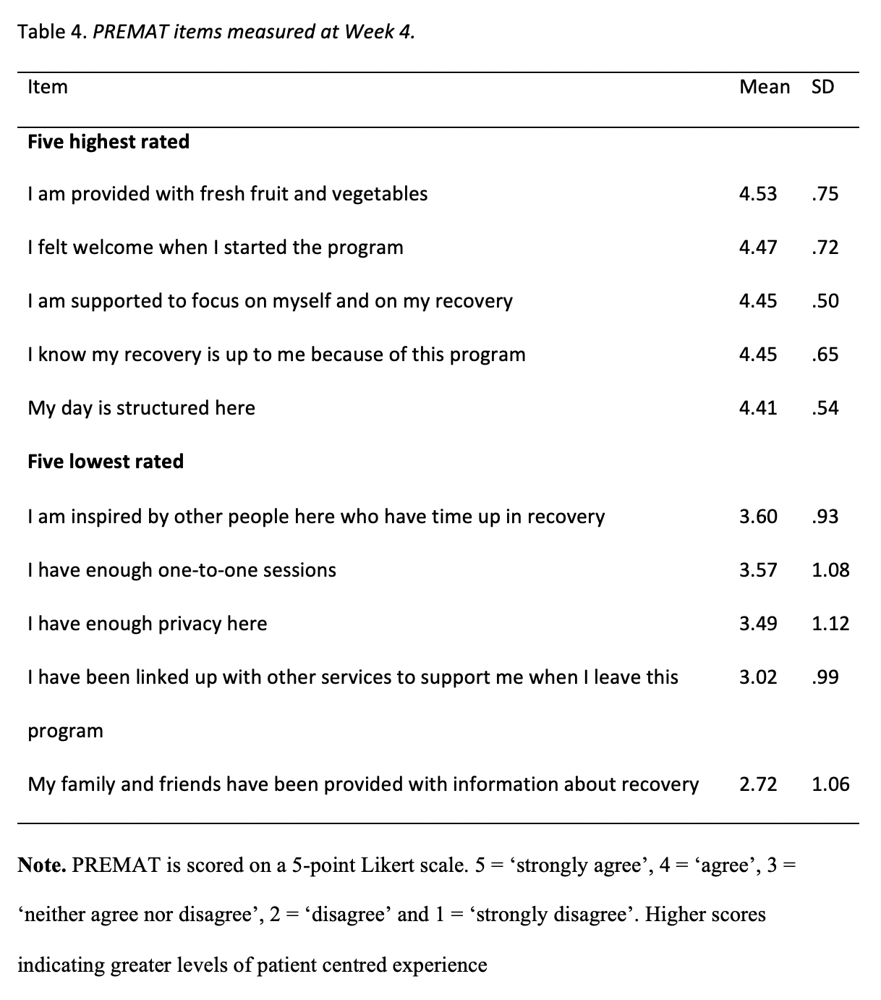 Table 4. PREMAT items measured at Week 4.
Item Mean SD
Five highest rated
I am provided with fresh fruit and vegetables 4.53 .75
I felt welcome when I started the program 4.47 .72
I am supported to focus on myself and on my recovery 4.45 .50
I know my recovery is up to me because of this program 4.45 .65
My day is structured here 4.41 .54
Five lowest rated
I am inspired by other people here who have time up in recovery 3.60 .93
I have enough one-to-one sessions 3.57 1.08
I have enough privacy here 3.49 1.12
I have been linked up with other services to support me when I leave this 3.02 .99
program
My family and friends have been provided with information about recovery 2.72 1.06
Note. PREMAT is scored on a 5-point Likert scale. 5 = ‘strongly agree’, 4 = ‘agree’, 3 =
‘neither agree nor disagree’, 2 = ‘disagree’ and 1 = ‘strongly disagree’. Higher scores
indicating greater levels of patient centred experience